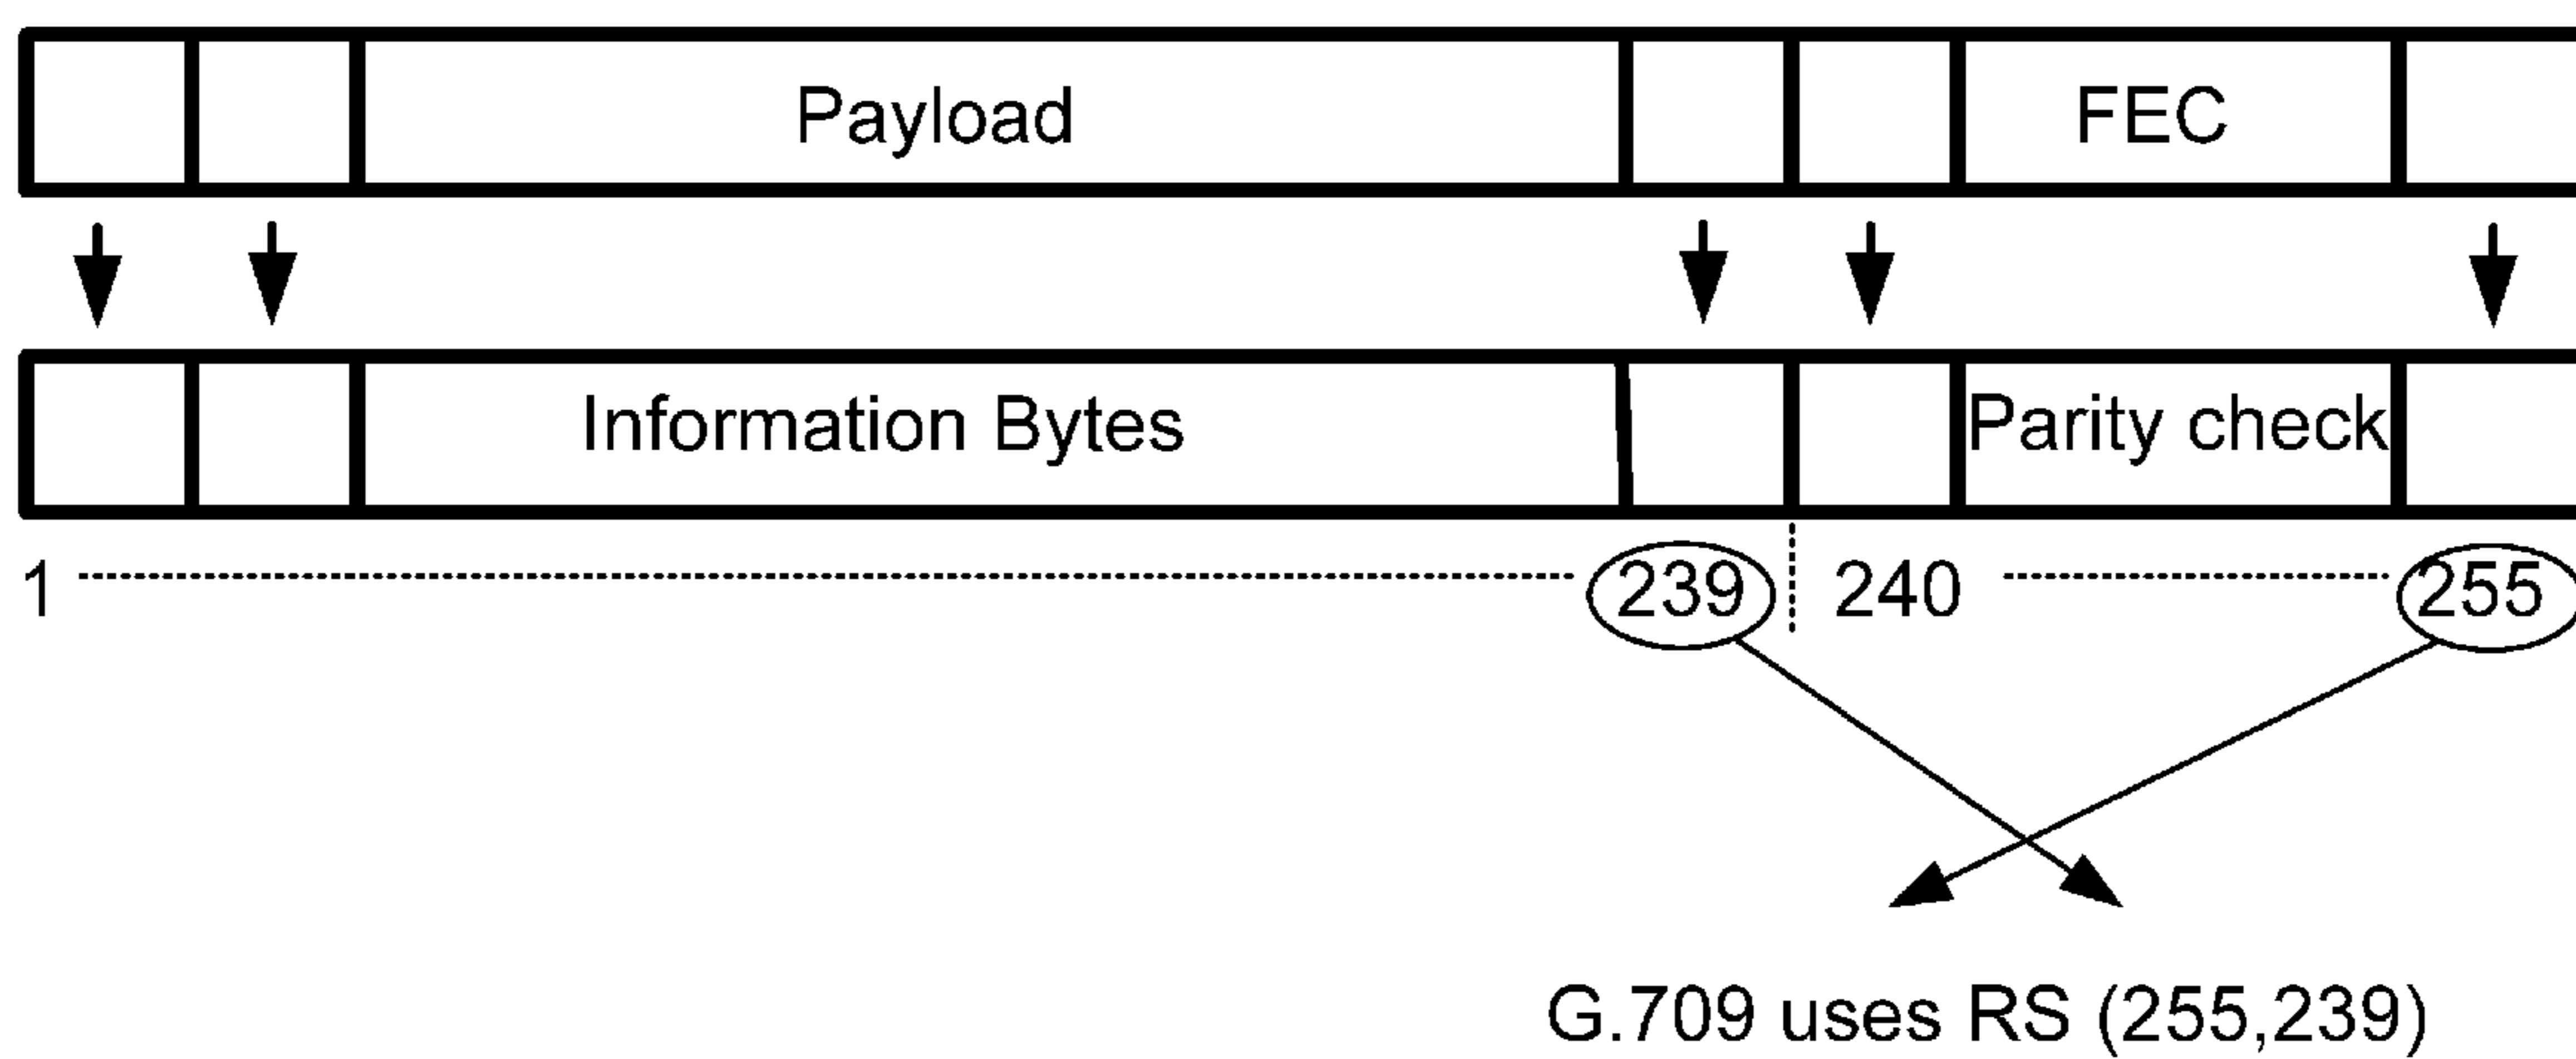 Payload FEC
Information Bytes Parity check
1 239 240 255
G.709 uses RS (255,239)